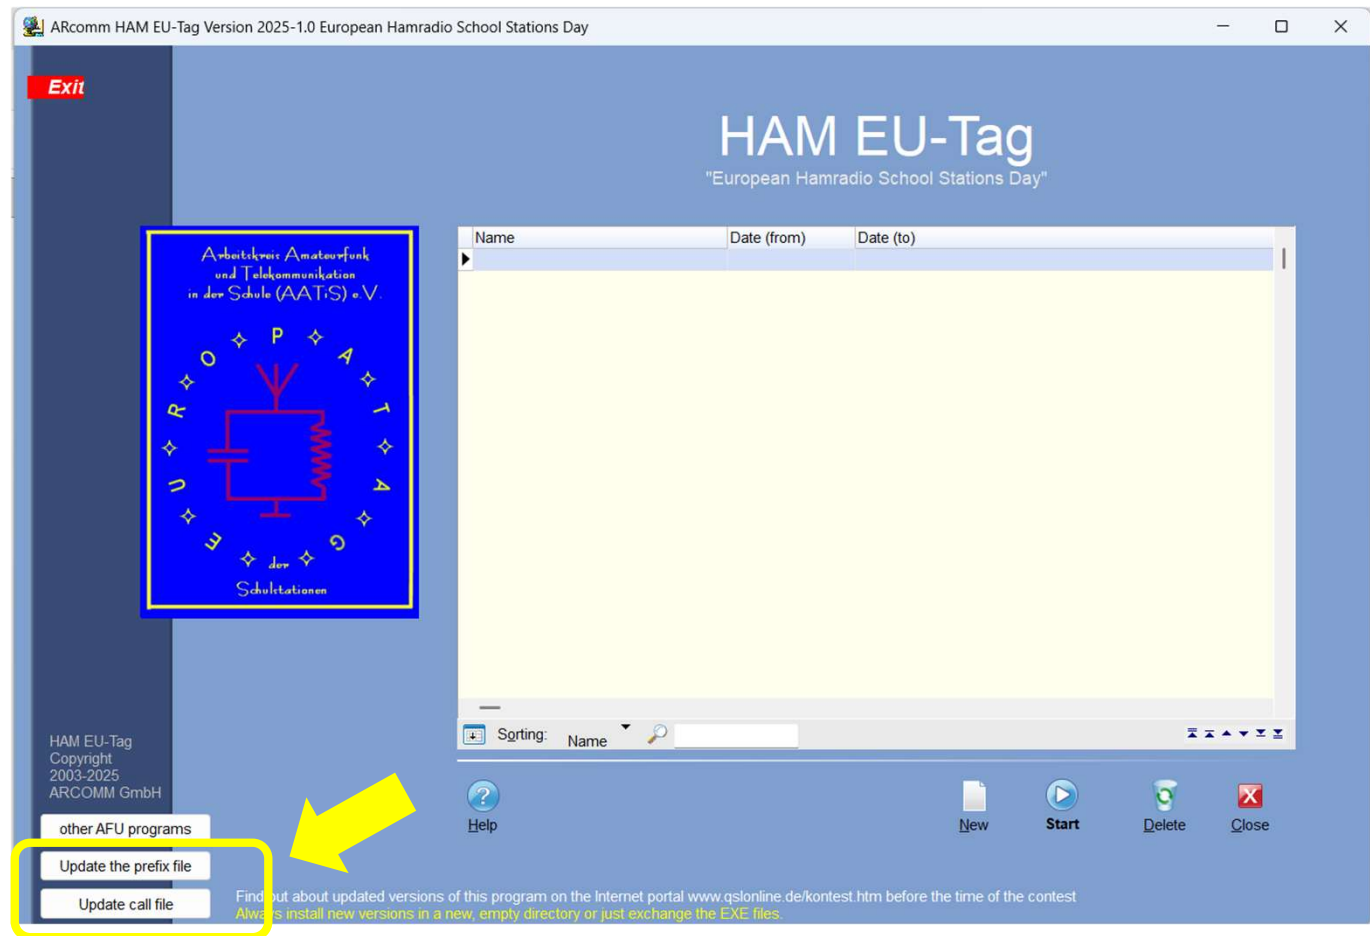 ARcomm HAM EU-Tag Version 2025-1.0 European Hamradio School Stations Day
Exit
HAM EU-Tag
"European Hamradio School Stations Day"
Arbeitskreis Amateurfunk
und Telekommunikation
in der Schule (AATiS) e.V.
E U R O P A T A G
der
Schulstationen
Name Date (from) Date (to)
Sorting: Name
HAM EU-Tag
Copyright
2003-2025
ARCOMM GmbH
Help New Start Delete Close
other AFU programs
Update the prefix file
Update call file
Find out about updated versions of this program on the Internet portal www.qslonline.de/kontest.htm before the time of the contest
Always install new versions in a new, empty directory or just exchange the EXE files.